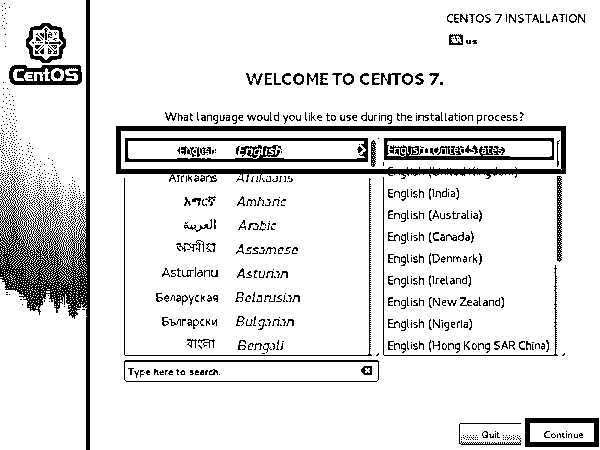 CentOS
CENTOS 7 INSTALLATION
us
WELCOME TO CENTOS 7.
What language would you like to use during the installation process?
English English
Afrikaans Afrikaans
አማርኛ Amharic
العربية Arabic
অসমীয়া Assamese
Asturianu Asturian
Беларуская Belarusian
Български Bulgarian
বাংলা Bengali
English (United States)
English (United Kingdom)
English (India)
English (Australia)
English (Canada)
English (Denmark)
English (Ireland)
English (New Zealand)
English (Nigeria)
English (Hong Kong SAR China)
Type here to search.
Quit
Continue